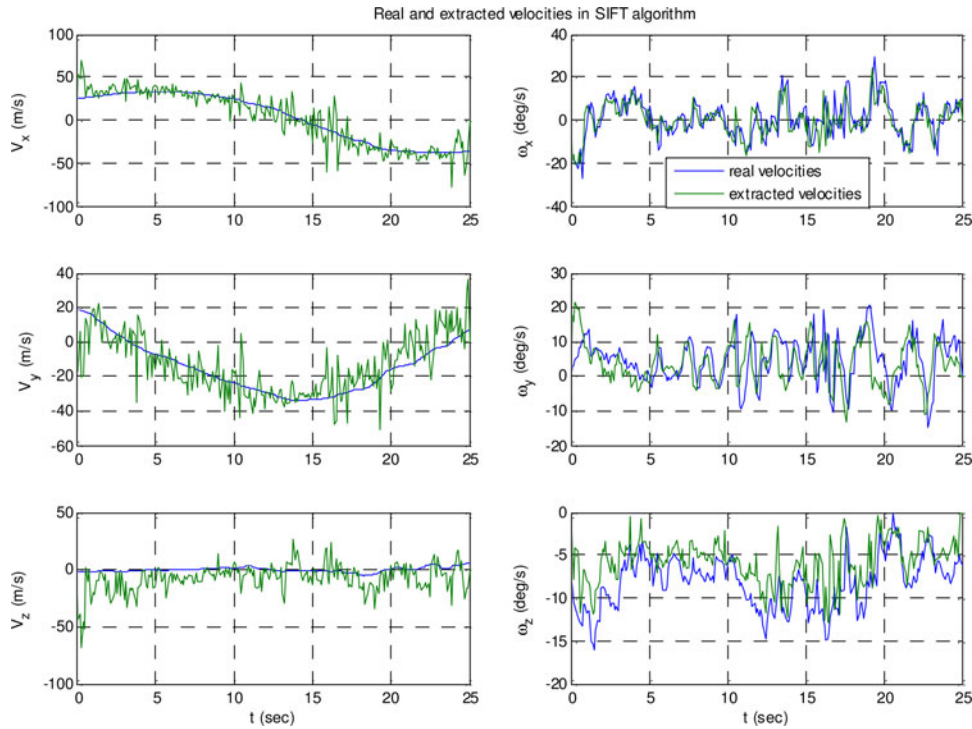 Real and extracted velocities in SIFT algorithm
100
50
0
-50
-100
V_x (m/s)
0 5 10 15 20 25
40
20
0
-20
-40
ω_x (deg/s)
real velocities
extracted velocities
0 5 10 15 20 25
40
20
0
-20
-40
-60
V_y (m/s)
0 5 10 15 20 25
30
20
10
0
-10
-20
ω_y (deg/s)
0 5 10 15 20 25
50
0
-50
-100
V_z (m/s)
0 5 10 15 20 25
t (sec)
0
-5
-10
-15
-20
ω_z (deg/s)
0 5 10 15 20 25
t (sec)